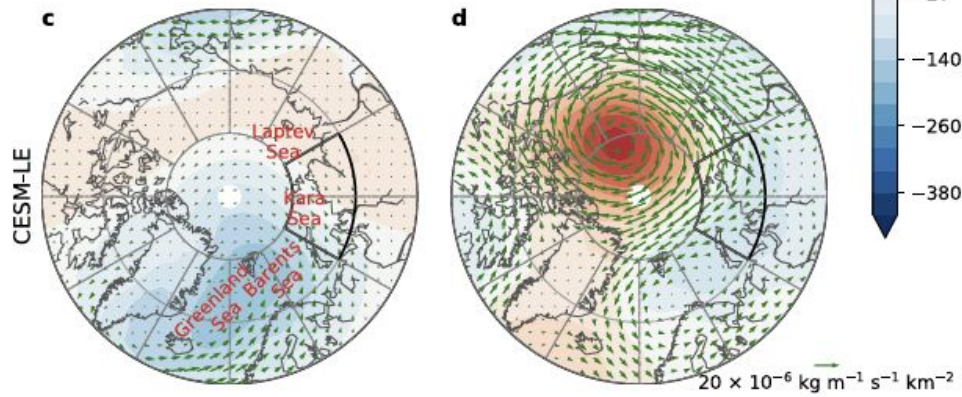 c
d
CESM-LE
Laptev
Sea
Kara
Sea
Barents
Sea
Greenland
Sea
−140
−260
−380
20 × 10⁻⁶ kg m⁻¹ s⁻¹ km⁻²